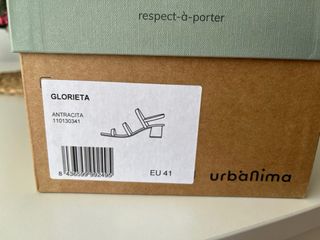 respect-à-porter
GLORIETA
ANTRACITA
110130341
EU 41
urbanima